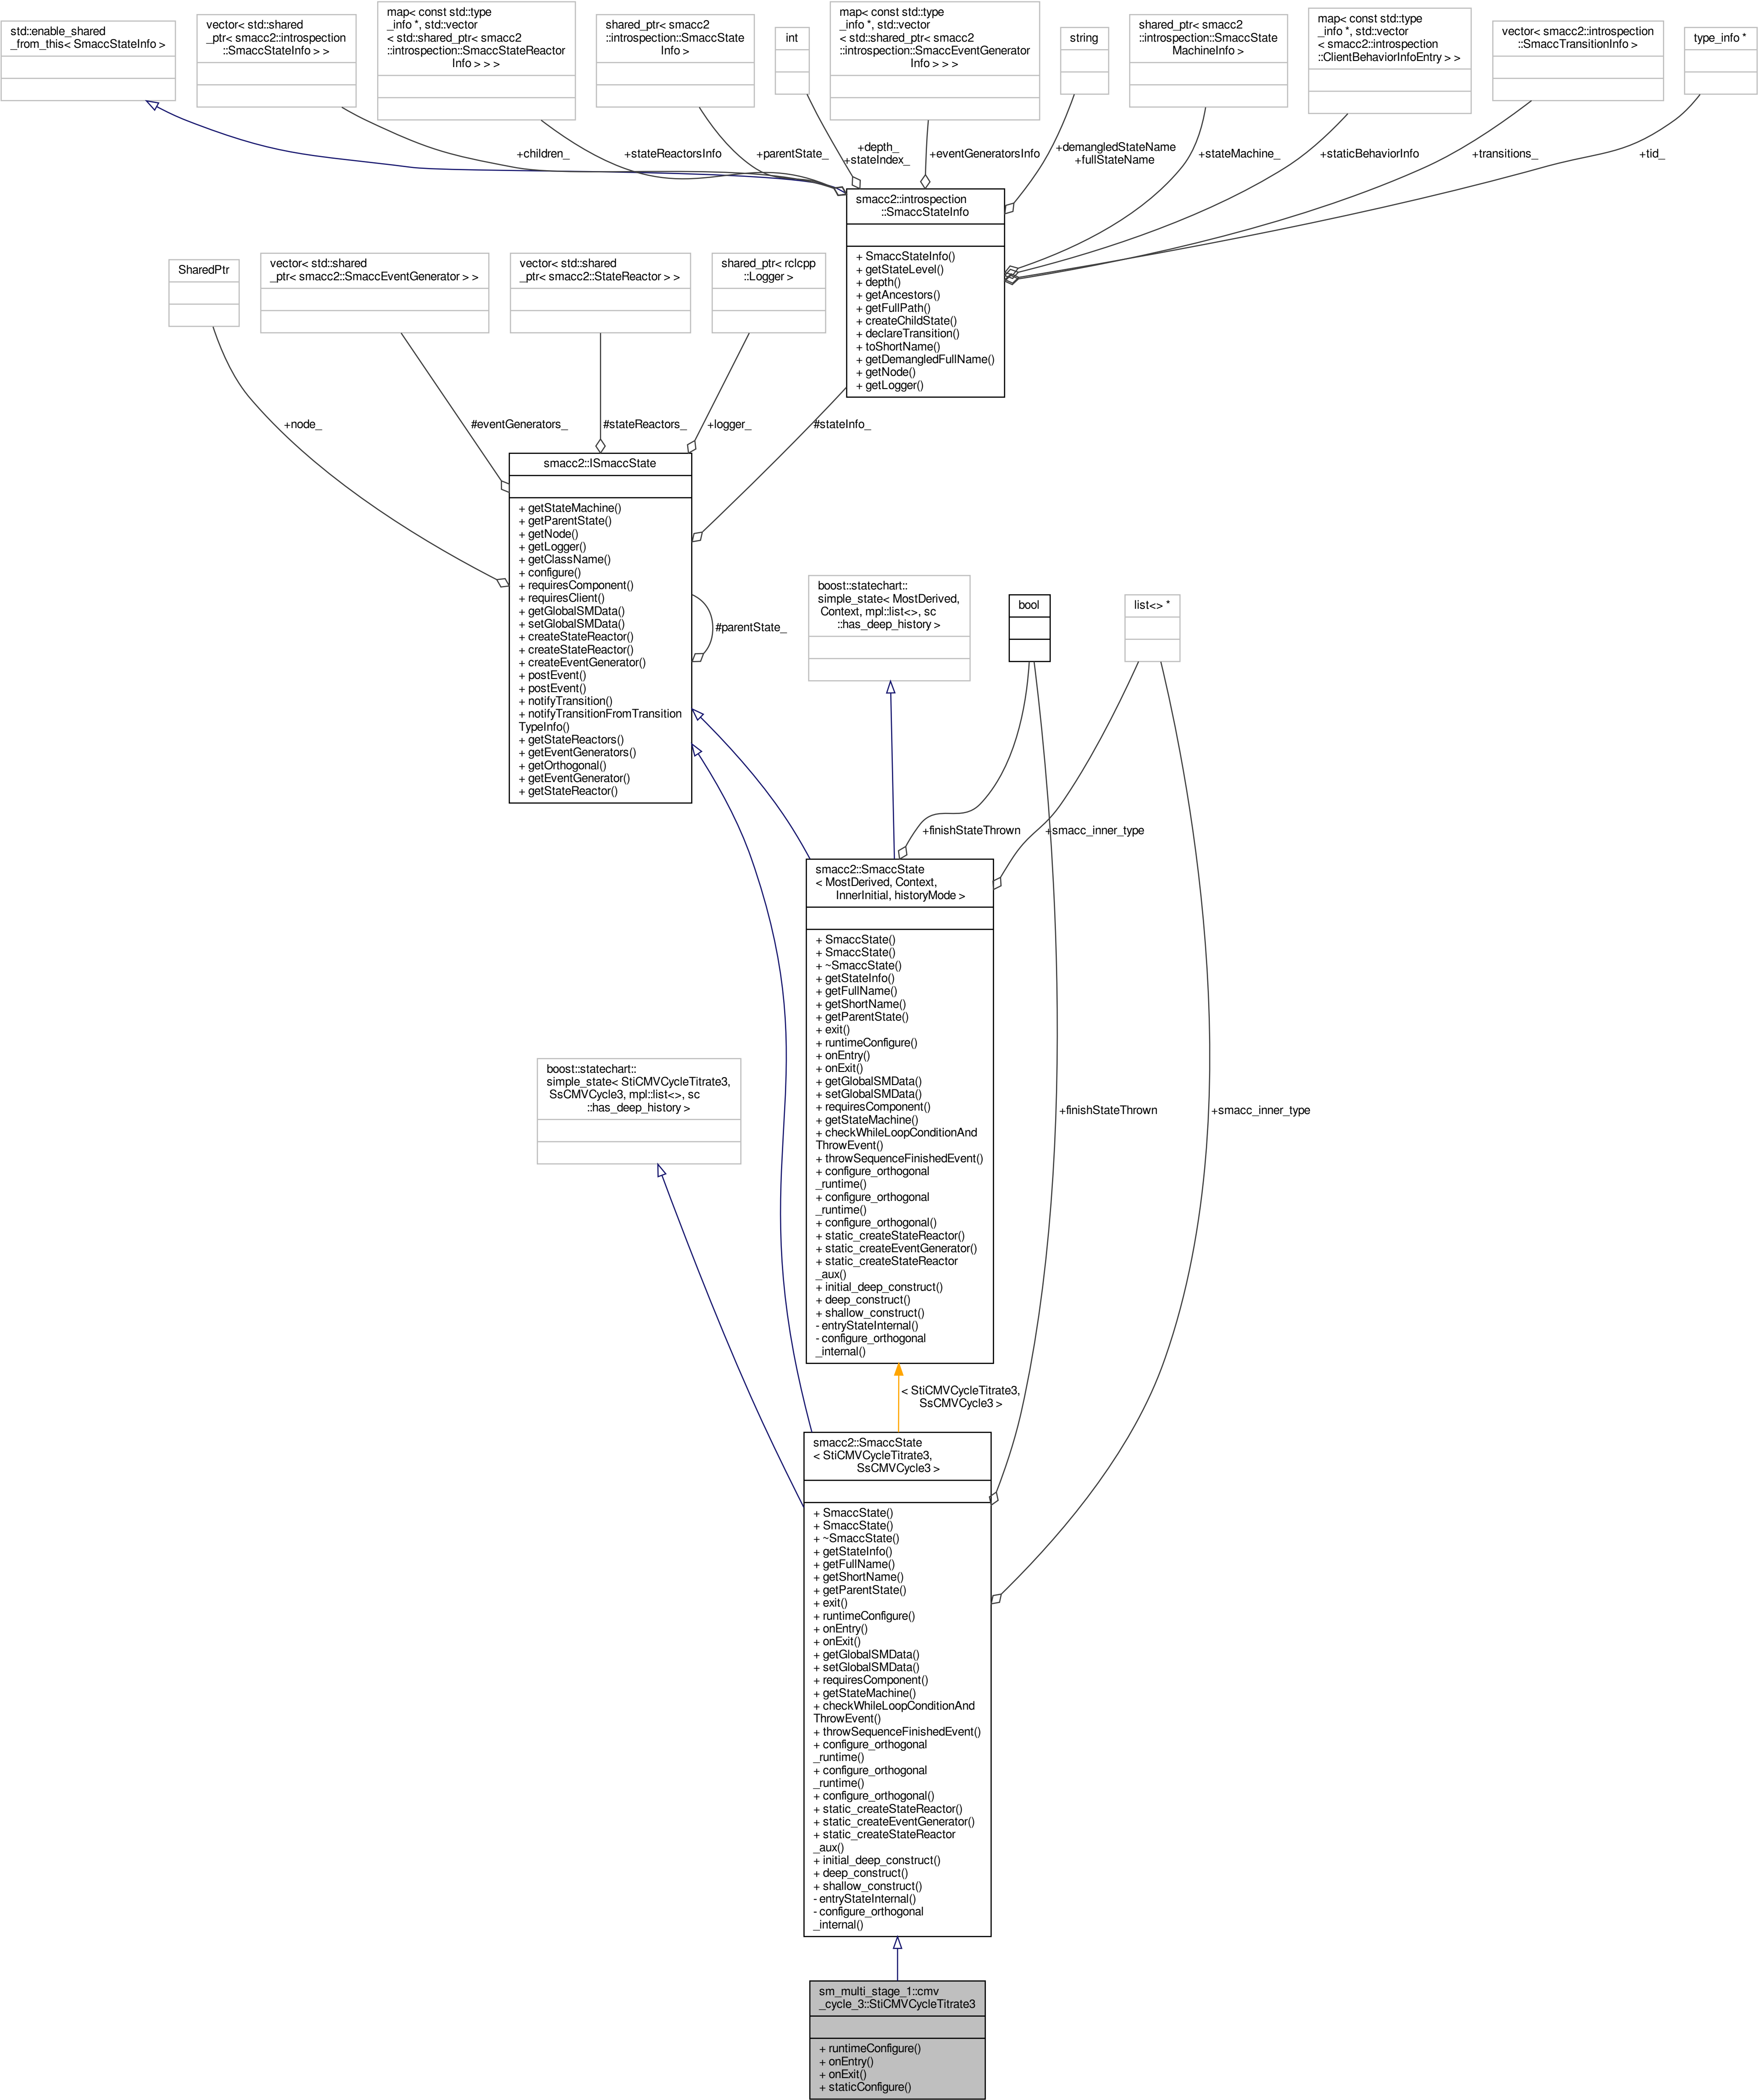 std::enable_shared
_from_this< SmaccStateInfo >
vector< std::shared
_ptr< smacc2::introspection
::SmaccStateInfo > >
map< const std::type
_info *, std::vector
< std::shared_ptr< smacc2
::introspection::SmaccStateReactor
Info > > >
shared_ptr< smacc2
::introspection::SmaccState
Info >
int
map< const std::type
_info *, std::vector
< std::shared_ptr< smacc2
::introspection::SmaccEventGenerator
Info > > >
string
shared_ptr< smacc2
::introspection::SmaccState
MachineInfo >
map< const std::type
_info *, std::vector
< smacc2::introspection
::ClientBehaviorInfoEntry > >
vector< smacc2::introspection
::SmaccTransitionInfo >
type_info *
+children_
+stateReactorsInfo
+parentState_
+depth_
+stateIndex_
+eventGeneratorsInfo
+demangledStateName
+fullStateName
+stateMachine_
+staticBehaviorInfo
+transitions_
+tid_
smacc2::introspection
::SmaccStateInfo
+ SmaccStateInfo()
+ getStateLevel()
+ depth()
+ getAncestors()
+ getFullPath()
+ createChildState()
+ declareTransition()
+ toShortName()
+ getDemangledFullName()
+ getNode()
+ getLogger()
SharedPtr
vector< std::shared
_ptr< smacc2::SmaccEventGenerator > >
vector< std::shared
_ptr< smacc2::StateReactor > >
shared_ptr< rclcpp
::Logger >
+node_
#eventGenerators_
#stateReactors_
+logger_
#stateInfo_
smacc2::ISmaccState
+ getStateMachine()
+ getParentState()
+ getNode()
+ getLogger()
+ getClassName()
+ configure()
+ requiresComponent()
+ requiresClient()
+ getGlobalSMData()
+ setGlobalSMData()
+ createStateReactor()
+ createStateReactor()
+ createEventGenerator()
+ postEvent()
+ postEvent()
+ notifyTransition()
+ notifyTransitionFromTransition
TypeInfo()
+ getStateReactors()
+ getEventGenerators()
+ getOrthogonal()
+ getEventGenerator()
+ getStateReactor()
#parentState_
boost::statechart::
simple_state< MostDerived,
Context, mpl::list<>, sc
::has_deep_history >
bool
list<> *
+finishStateThrown
+smacc_inner_type
smacc2::SmaccState
< MostDerived, Context,
InnerInitial, historyMode >
+ SmaccState()
+ SmaccState()
+ ~SmaccState()
+ getStateInfo()
+ getFullName()
+ getShortName()
+ getParentState()
+ exit()
+ runtimeConfigure()
+ onEntry()
+ onExit()
+ getGlobalSMData()
+ setGlobalSMData()
+ requiresComponent()
+ getStateMachine()
+ checkWhileLoopConditionAnd
ThrowEvent()
+ throwSequenceFinishedEvent()
+ configure_orthogonal
_runtime()
+ configure_orthogonal
_runtime()
+ configure_orthogonal()
+ static_createStateReactor()
+ static_createEventGenerator()
+ static_createStateReactor
_aux()
+ initial_deep_construct()
+ deep_construct()
+ shallow_construct()
- entryStateInternal()
- configure_orthogonal
_internal()
boost::statechart::
simple_state< StiCMVCycleTitrate3,
SsCMVCycle3, mpl::list<>, sc
::has_deep_history >
+finishStateThrown
+smacc_inner_type
< StiCMVCycleTitrate3,
SsCMVCycle3 >
smacc2::SmaccState
< StiCMVCycleTitrate3,
SsCMVCycle3 >
+ SmaccState()
+ SmaccState()
+ ~SmaccState()
+ getStateInfo()
+ getFullName()
+ getShortName()
+ getParentState()
+ exit()
+ runtimeConfigure()
+ onEntry()
+ onExit()
+ getGlobalSMData()
+ setGlobalSMData()
+ requiresComponent()
+ getStateMachine()
+ checkWhileLoopConditionAnd
ThrowEvent()
+ throwSequenceFinishedEvent()
+ configure_orthogonal
_runtime()
+ configure_orthogonal
_runtime()
+ configure_orthogonal()
+ static_createStateReactor()
+ static_createEventGenerator()
+ static_createStateReactor
_aux()
+ initial_deep_construct()
+ deep_construct()
+ shallow_construct()
- entryStateInternal()
- configure_orthogonal
_internal()
sm_multi_stage_1::cmv
_cycle_3::StiCMVCycleTitrate3
+ runtimeConfigure()
+ onEntry()
+ onExit()
+ staticConfigure()